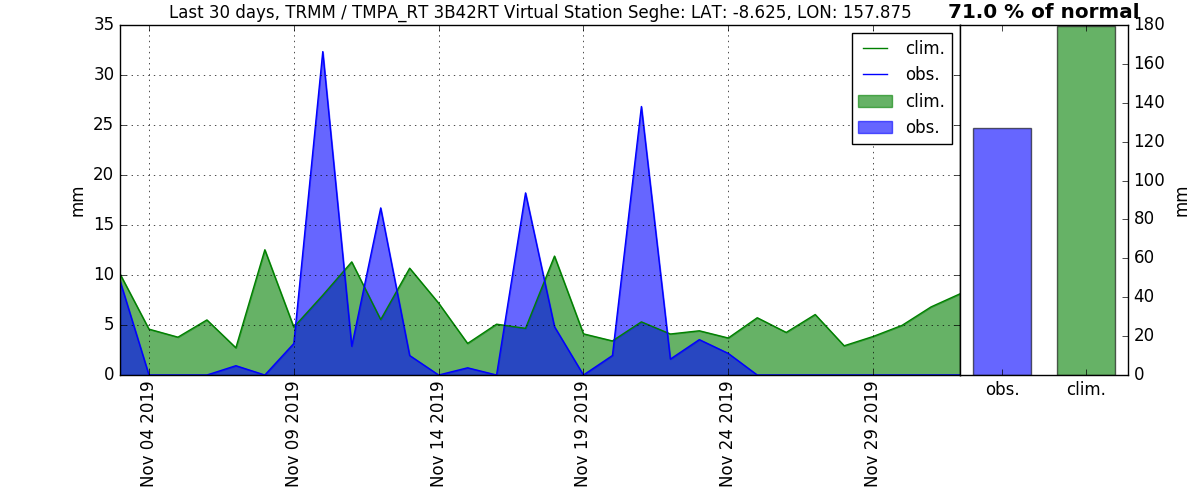 Last 30 days, TRMM / TMPA_RT 3B42RT Virtual Station Seghe: LAT: -8.625, LON: 157.875
71.0 % of normal
35
30
25
20
15
10
5
0
mm
clim.
obs.
clim.
obs.
180
160
140
120
100
80
60
40
20
0
mm
Nov 04 2019
Nov 09 2019
Nov 14 2019
Nov 19 2019
Nov 24 2019
Nov 29 2019
obs.
clim.